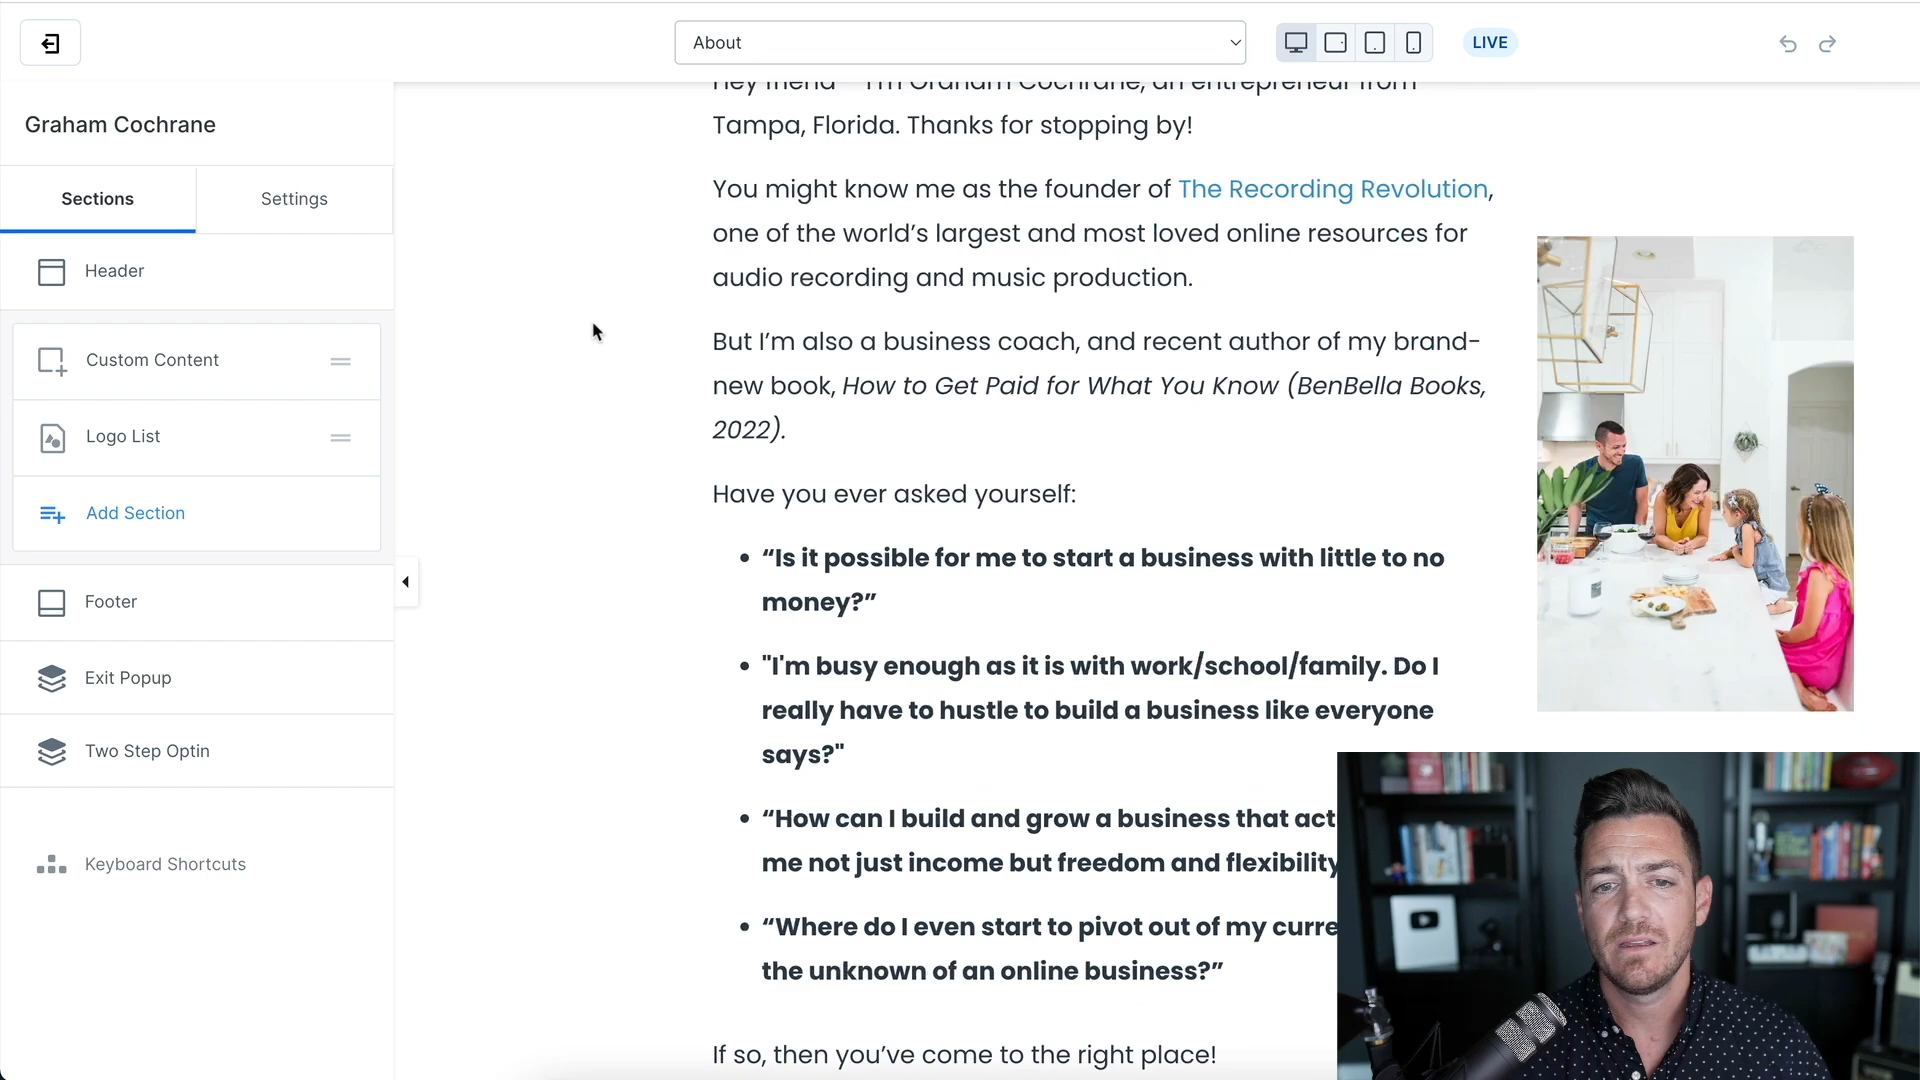 About
LIVE
Graham Cochrane
Sections
Settings
Header
Custom Content
Logo List
Add Section
Footer
Exit Popup
Two Step Optin
Keyboard Shortcuts
Hey friend – I'm Graham Cochrane, an entrepreneur from
Tampa, Florida. Thanks for stopping by!
You might know me as the founder of The Recording Revolution,
one of the world’s largest and most loved online resources for
audio recording and music production.
But I’m also a business coach, and recent author of my brand-
new book, How to Get Paid for What You Know (BenBella Books,
2022).
Have you ever asked yourself:
“Is it possible for me to start a business with little to no
money?”
"I'm busy enough as it is with work/school/family. Do I
really have to hustle to build a business like everyone
says?"
“How can I build and grow a business that act
me not just income but freedom and flexibility
“Where do I even start to pivot out of my curre
the unknown of an online business?”
If so, then you’ve come to the right place!